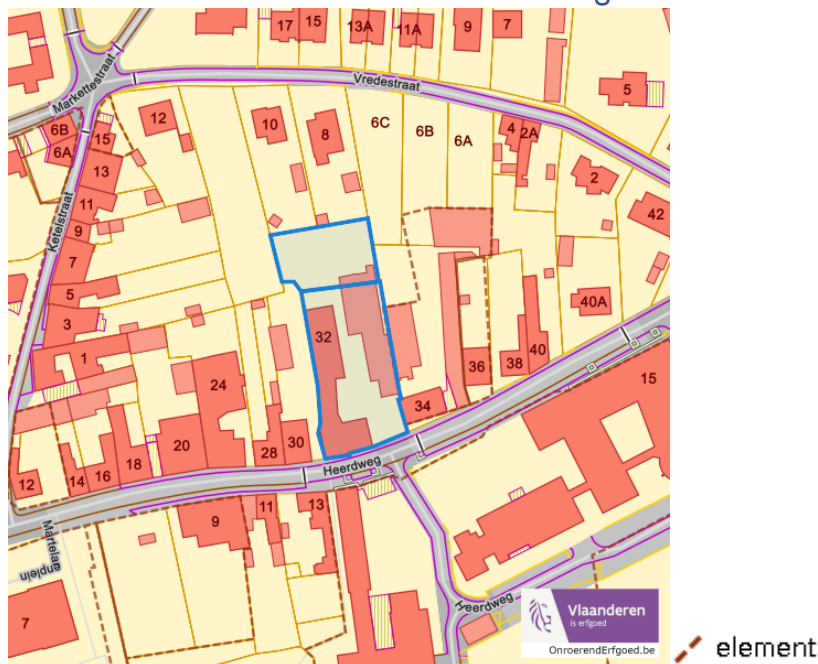 17
15
13A
11A
9
7
5
Markettestraat
Vredestraat
6B
6A
15
12
10
8
6C
6B
6A
4
2A
2
42
13
11
9
7
5
3
1
Ketelstraat
40A
32
24
36
38
40
15
34
20
30
28
18
16
14
12
Heerdweg
9
11
13
Martelaenplein
7
Heerdweg
Vlaanderen
is erfgoed
OnroerendErfgoed.be
element